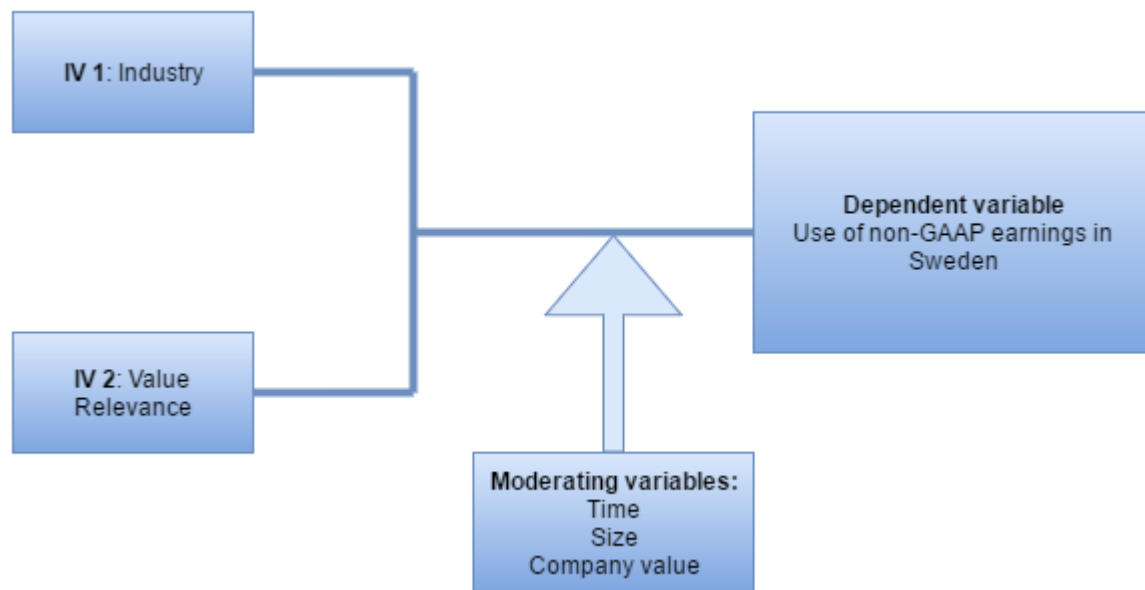 IV 1: Industry
Dependent variable
Use of non-GAAP earnings in
Sweden
IV 2: Value
Relevance
Moderating variables:
Time
Size
Company value